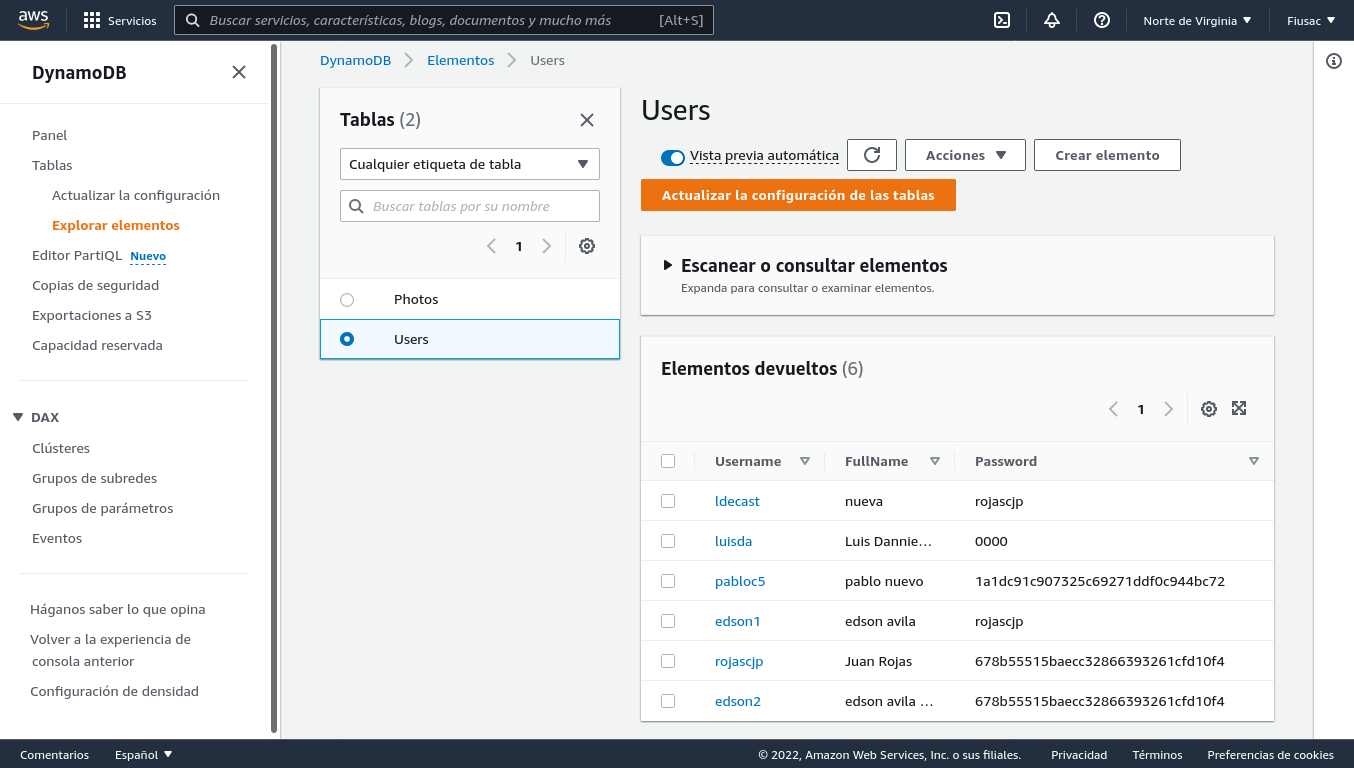 aws
Servicios
Buscar servicios, características, blogs, documentos y mucho más [Alt+S]
Norte de Virginia
Fiusac
DynamoDB
Panel
Tablas
Actualizar la configuración
Explorar elementos
Editor PartiQL Nuevo
Copias de seguridad
Exportaciones a S3
Capacidad reservada
DAX
Clústeres
Grupos de subredes
Grupos de parámetros
Eventos
Háganos saber lo que opina
Volver a la experiencia de
consola anterior
Configuración de densidad
DynamoDB Elementos Users
Tablas (2)
Cualquier etiqueta de tabla
Buscar tablas por su nombre
1
Photos
Users
Users
Vista previa automática
Acciones
Crear elemento
Actualizar la configuración de las tablas
Escanear o consultar elementos
Expanda para consultar o examinar elementos.
Elementos devueltos (6)
1
Username FullName Password
ldecast nueva rojascjp
luisda Luis Dannie... 0000
pabloc5 pablo nuevo 1a1dc91c907325c69271ddf0c944bc72
edson1 edson avila rojascjp
rojascjp Juan Rojas 678b55515baecc32866393261cfd10f4
edson2 edson avila ... 678b55515baecc32866393261cfd10f4
Comentarios Español
© 2022, Amazon Web Services, Inc. o sus filiales. Privacidad Términos Preferencias de cookies